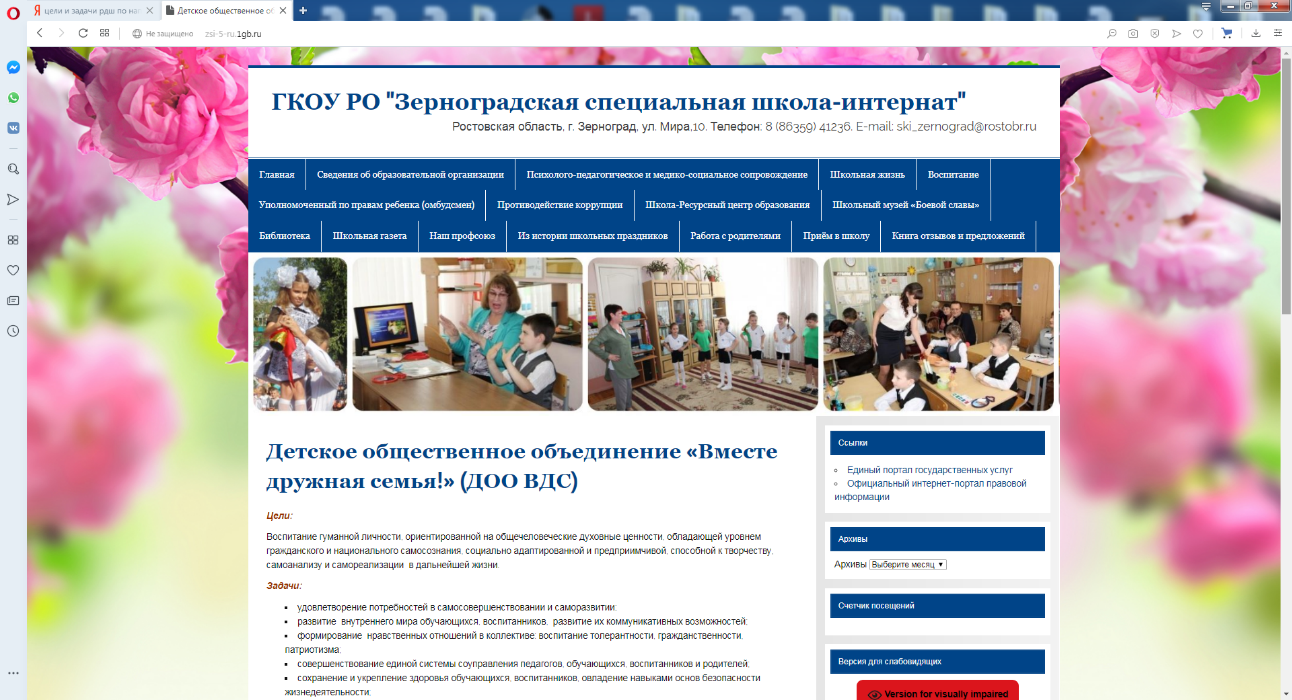 цели и задачи рдш по на
Детское общественное об
Не защищено zsi-5-ru.1gb.ru
ГКОУ РО "Зерноградская специальная школа-интернат"
Ростовская область, г. Зерноград, ул. Мира,10. Телефон: 8 (86359) 41236. E-mail: ski_zernograd@rostobr.ru
Главная Сведения об образовательной организации Психолого-педагогическое и медико-социальное сопровождение Школьная жизнь Воспитание
Уполномоченный по правам ребенка (омбудсмен) Противодействие коррупции Школа-Ресурсный центр образования Школьный музей «Боевой славы»
Библиотека Школьная газета Наш профсоюз Из истории школьных праздников Работа с родителями Приём в школу Книга отзывов и предложений
Детское общественное объединение «Вместе
дружная семья!» (ДОО ВДС)
Цели:
Воспитание гуманной личности, ориентированной на общечеловеческие духовные ценности, обладающей уровнем
гражданского и национального самосознания, социально адаптированной и предприимчивой, способной к творчеству,
самоанализу и самореализации в дальнейшей жизни.
Задачи:
▪ удовлетворение потребностей в самосовершенствовании и саморазвитии;
▪ развитие внутреннего мира обучающихся, воспитанников, развитие их коммуникативных возможностей;
▪ формирование нравственных отношений в коллективе: воспитание толерантности, гражданственности,
патриотизма;
▪ совершенствование единой системы соуправления педагогов, обучающихся, воспитанников и родителей;
▪ сохранение и укрепление здоровья обучающихся, воспитанников, овладение навыками основ безопасности
жизнедеятельности;
Ссылки
Единый портал государственных услуг
Официальный интернет-портал правовой
информации
Архивы
Архивы Выберите месяц
Счетчик посещений
Версия для слабовидящих
Version for visually impaired